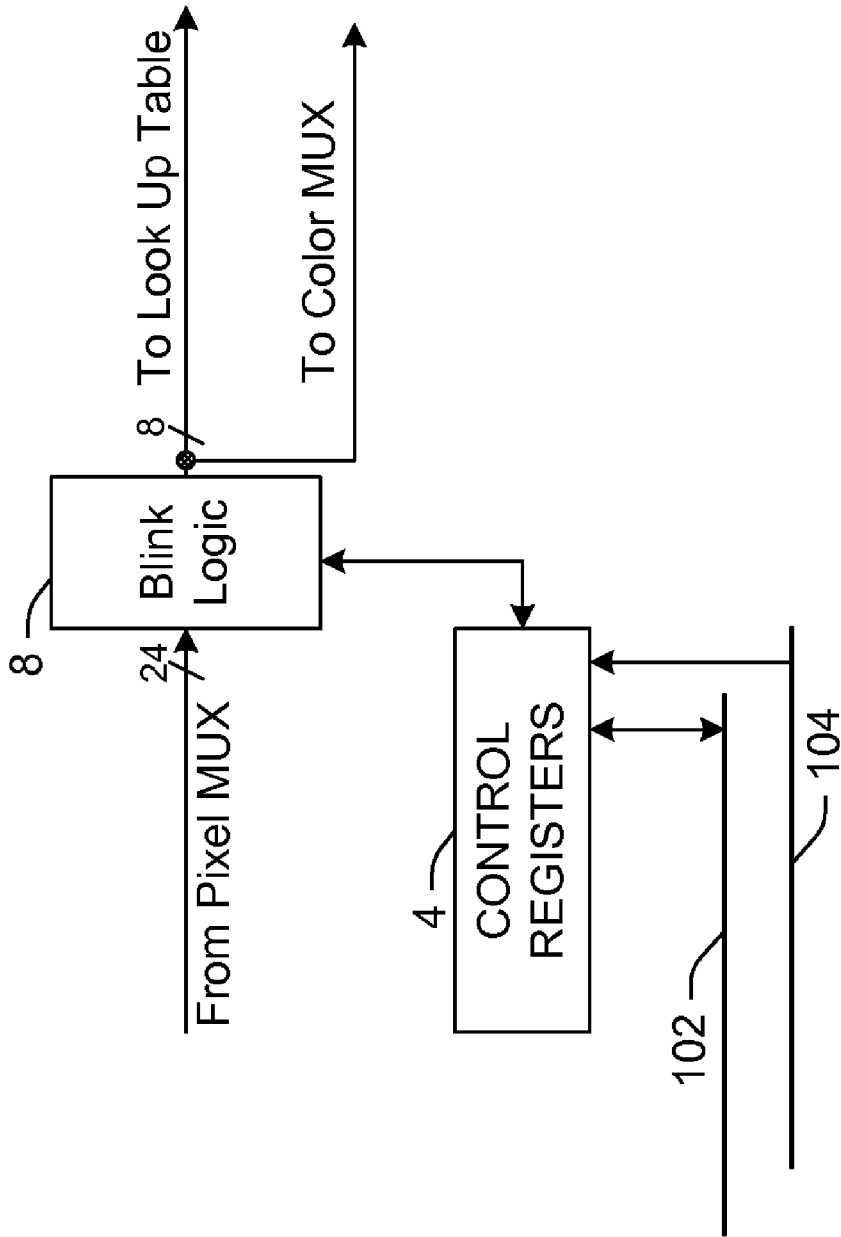 8
From Pixel MUX
24
Blink
Logic
8
To Look Up Table
To Color MUX
4
CONTROL
REGISTERS
102
104